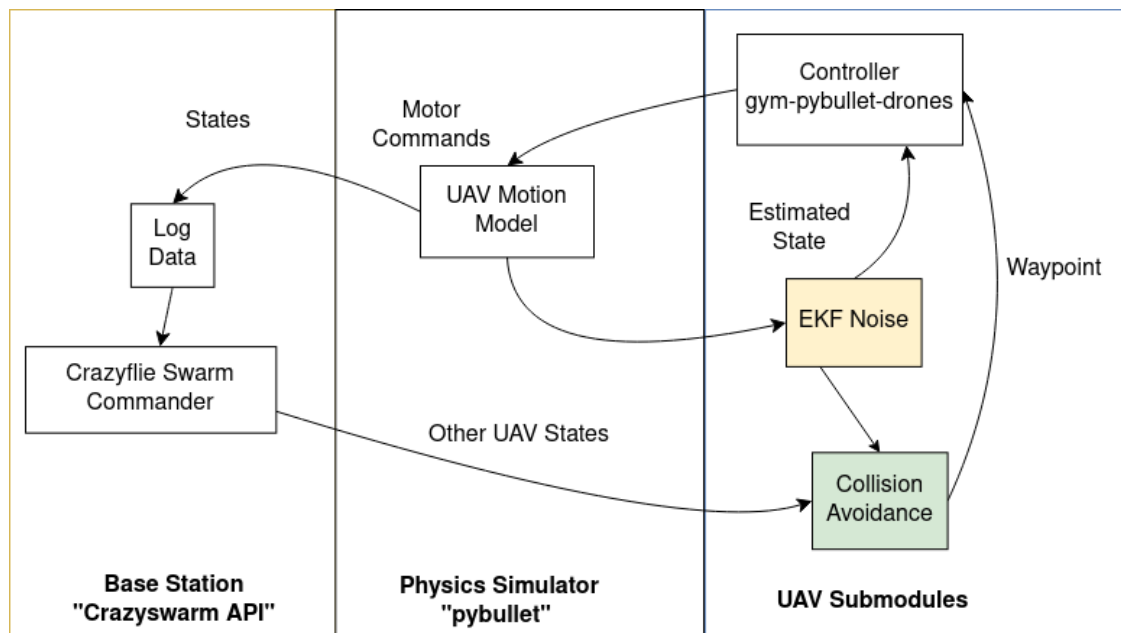 States
Log
Data
Crazyflie Swarm
Commander
Base Station
"Crazyswarm API"
Motor
Commands
UAV Motion
Model
Other UAV States
Physics Simulator
"pybullet"
Controller
gym-pybullet-drones
Estimated
State
Waypoint
EKF Noise
Collision
Avoidance
UAV Submodules